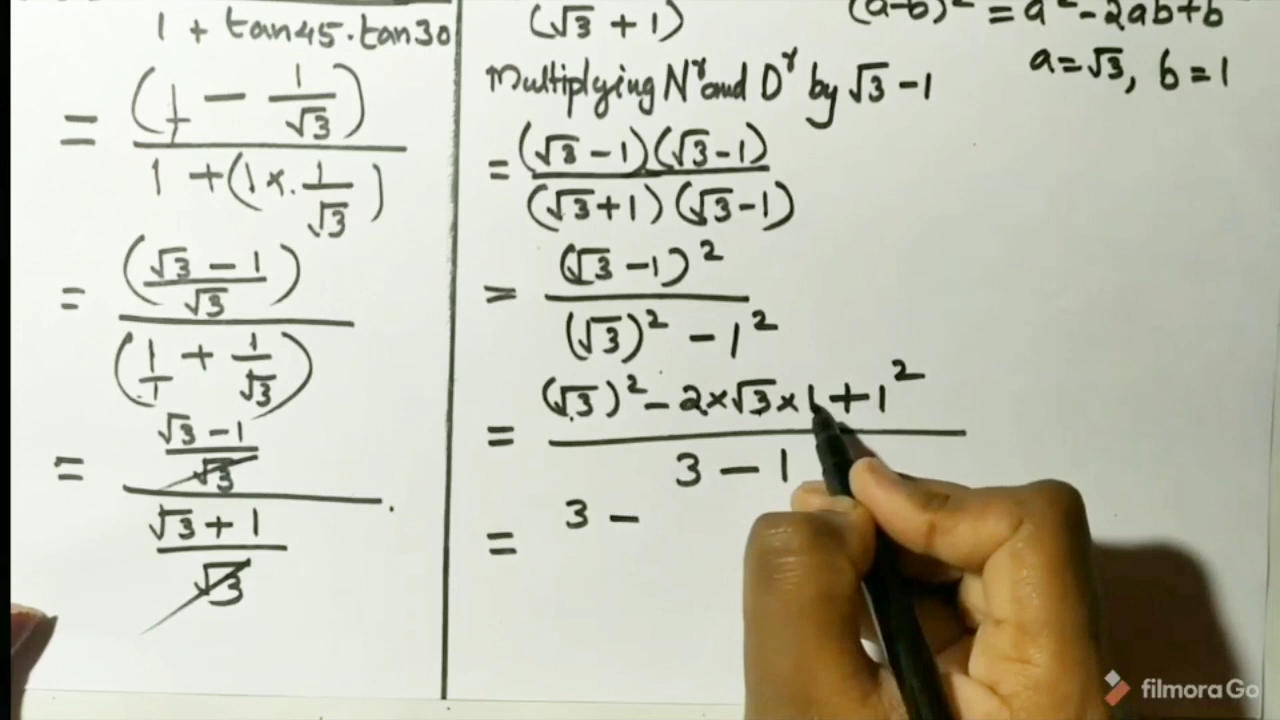 1 + tan45.tan30
= (1 - 1/√3) / 1 + (1×.1/√3)
= (√3 - 1/√3) / (1/1 + 1/√3)
= √3 - 1/√3 / √3 + 1/√3 .
(√3 + 1)
(a-b)² = a² - 2ab + b
a = √3, b = 1
Multiplying Nʳ and Dʳ by √3 - 1
= (√3 - 1)(√3 - 1) / (√3 + 1)(√3 - 1)
= (√3 - 1)² / (√3)² - 1²
= (√3)² - 2×√3×1 + 1² / 3 - 1
= 3 -
filmoraGo